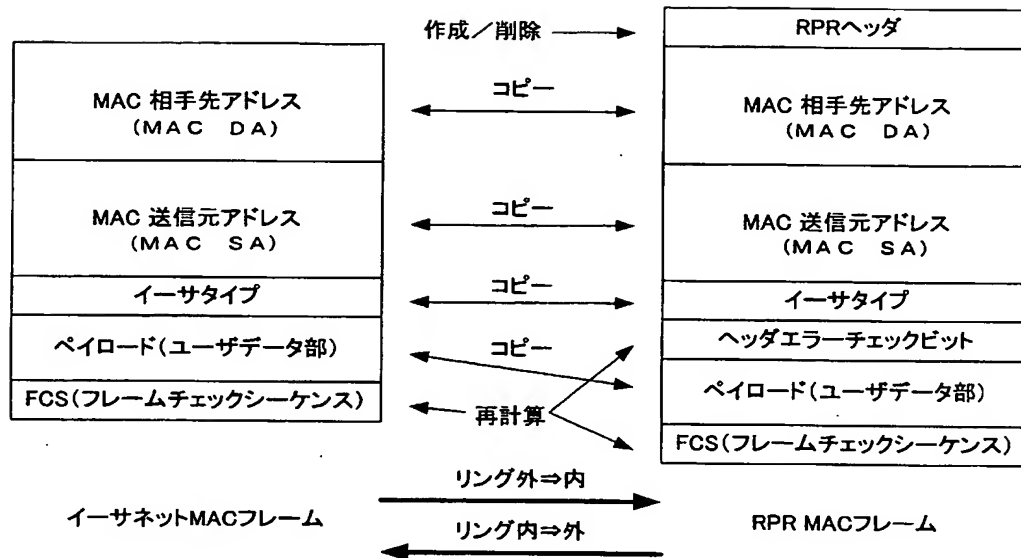 作成/削除
RPRヘッダ
MAC 相手先アドレス
(MAC DA)
コピー
MAC 相手先アドレス
(MAC DA)
MAC 送信元アドレス
(MAC SA)
コピー
MAC 送信元アドレス
(MAC SA)
イーサタイプ
コピー
イーサタイプ
ペイロード(ユーザデータ部)
コピー
ヘッダエラーチェックビット
ペイロード(ユーザデータ部)
FCS(フレームチェックシーケンス)
再計算
FCS(フレームチェックシーケンス)
リング外⇒内
イーサネットMACフレーム
リング内⇒外
RPR MACフレーム